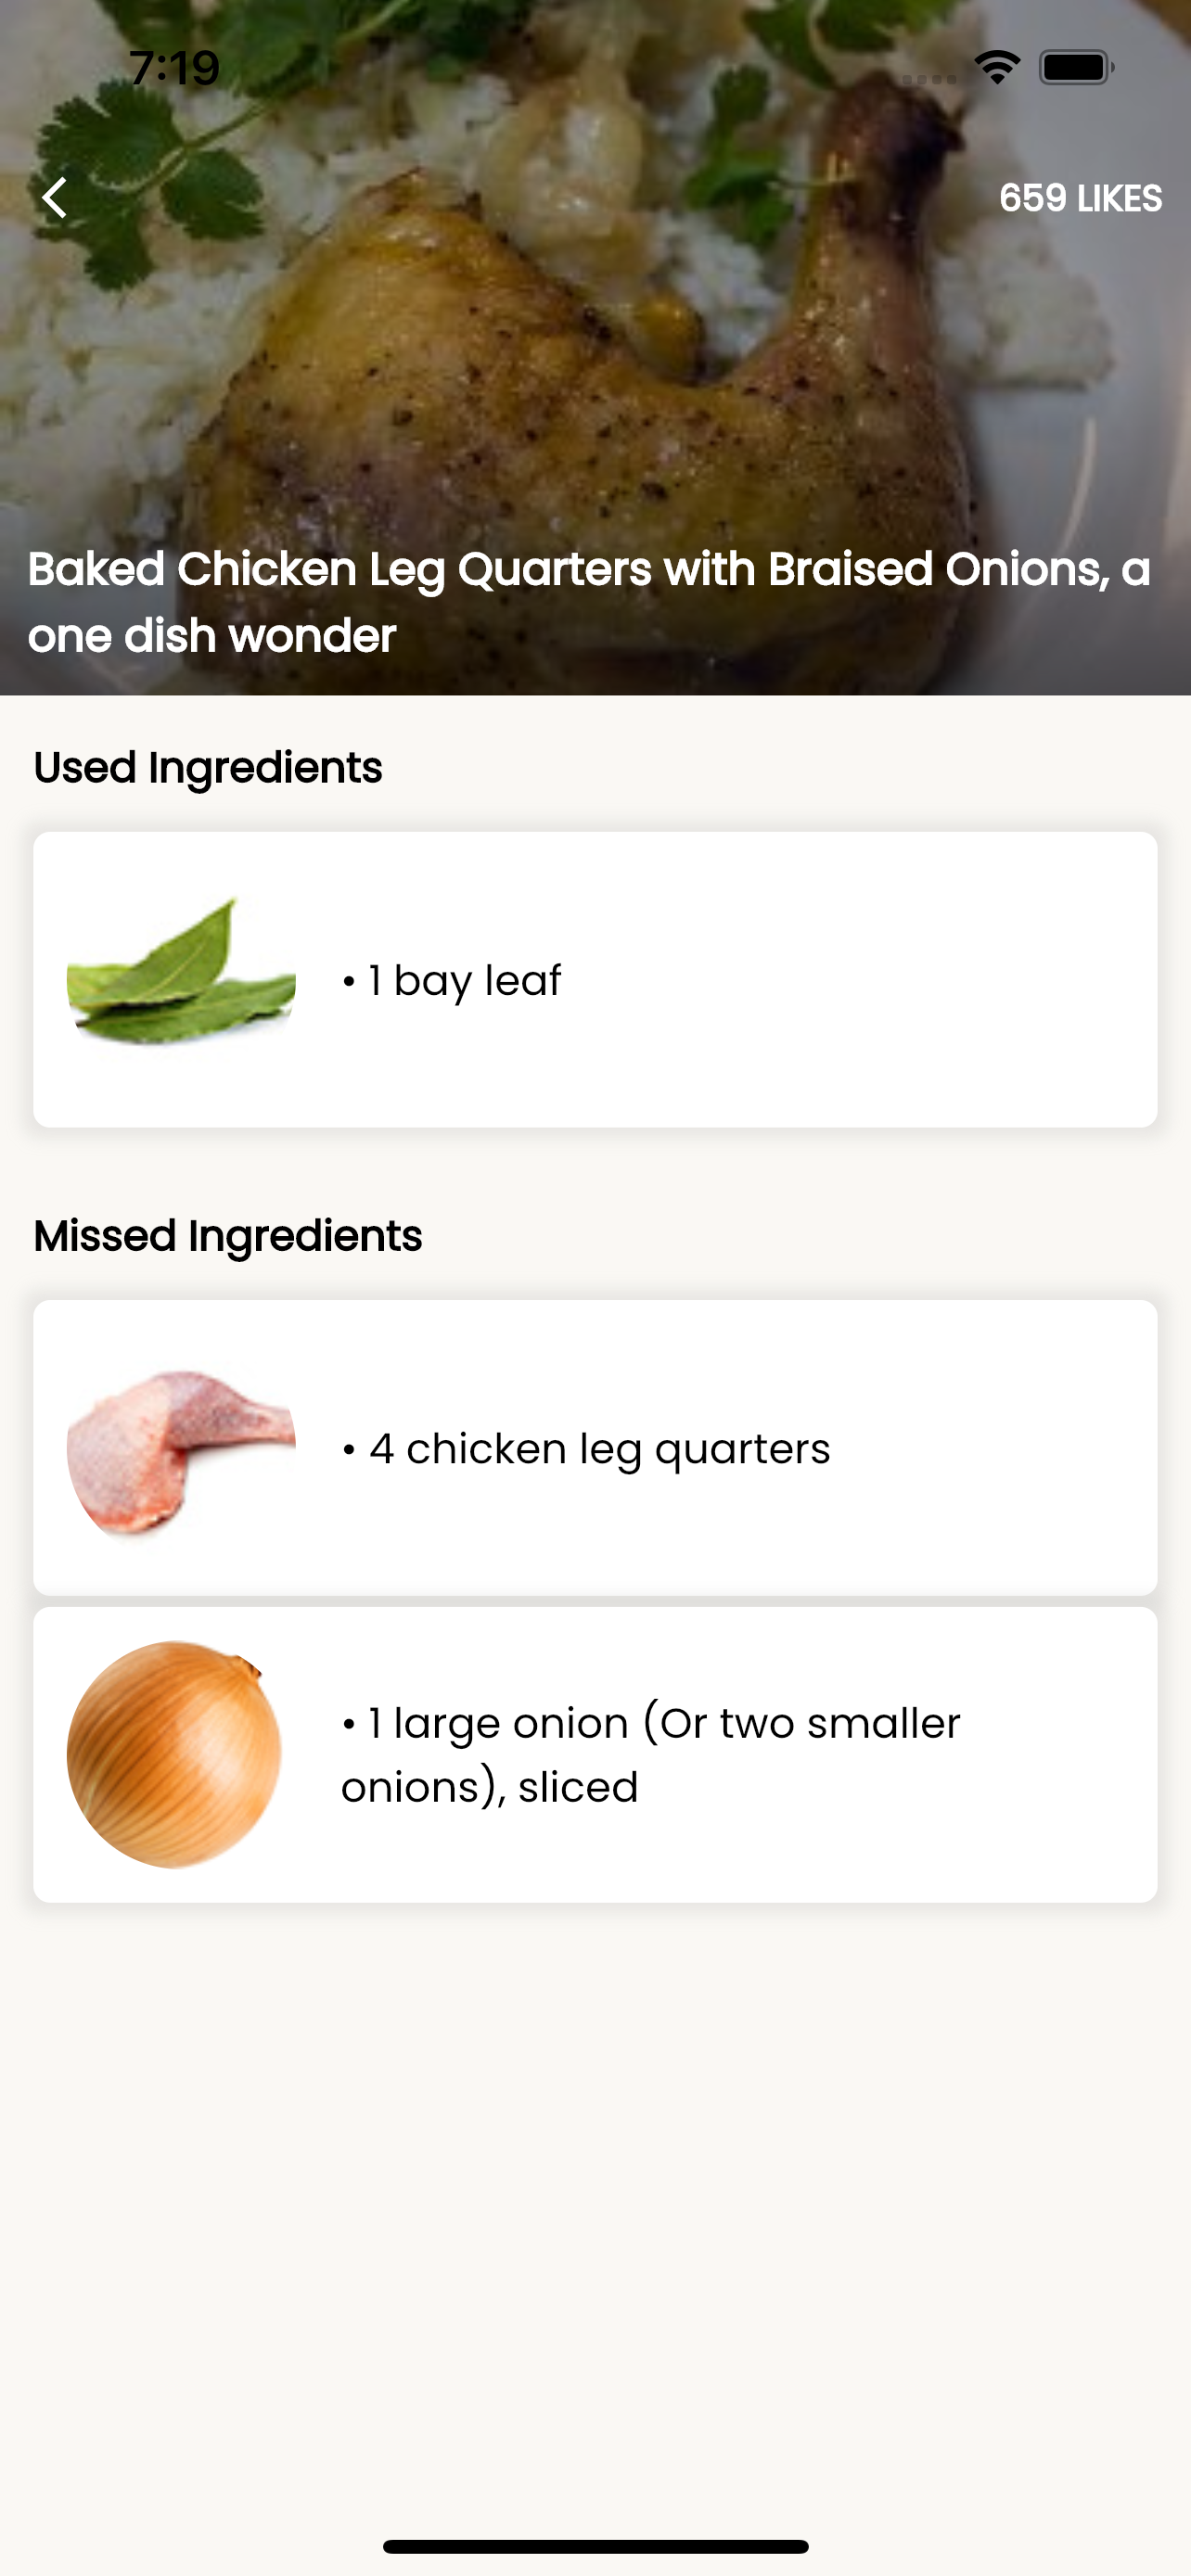 7:19
659 LIKES
Baked Chicken Leg Quarters with Braised Onions, a
one dish wonder
Used Ingredients
• 1 bay leaf
Missed Ingredients
• 4 chicken leg quarters
• 1 large onion (Or two smaller
onions), sliced